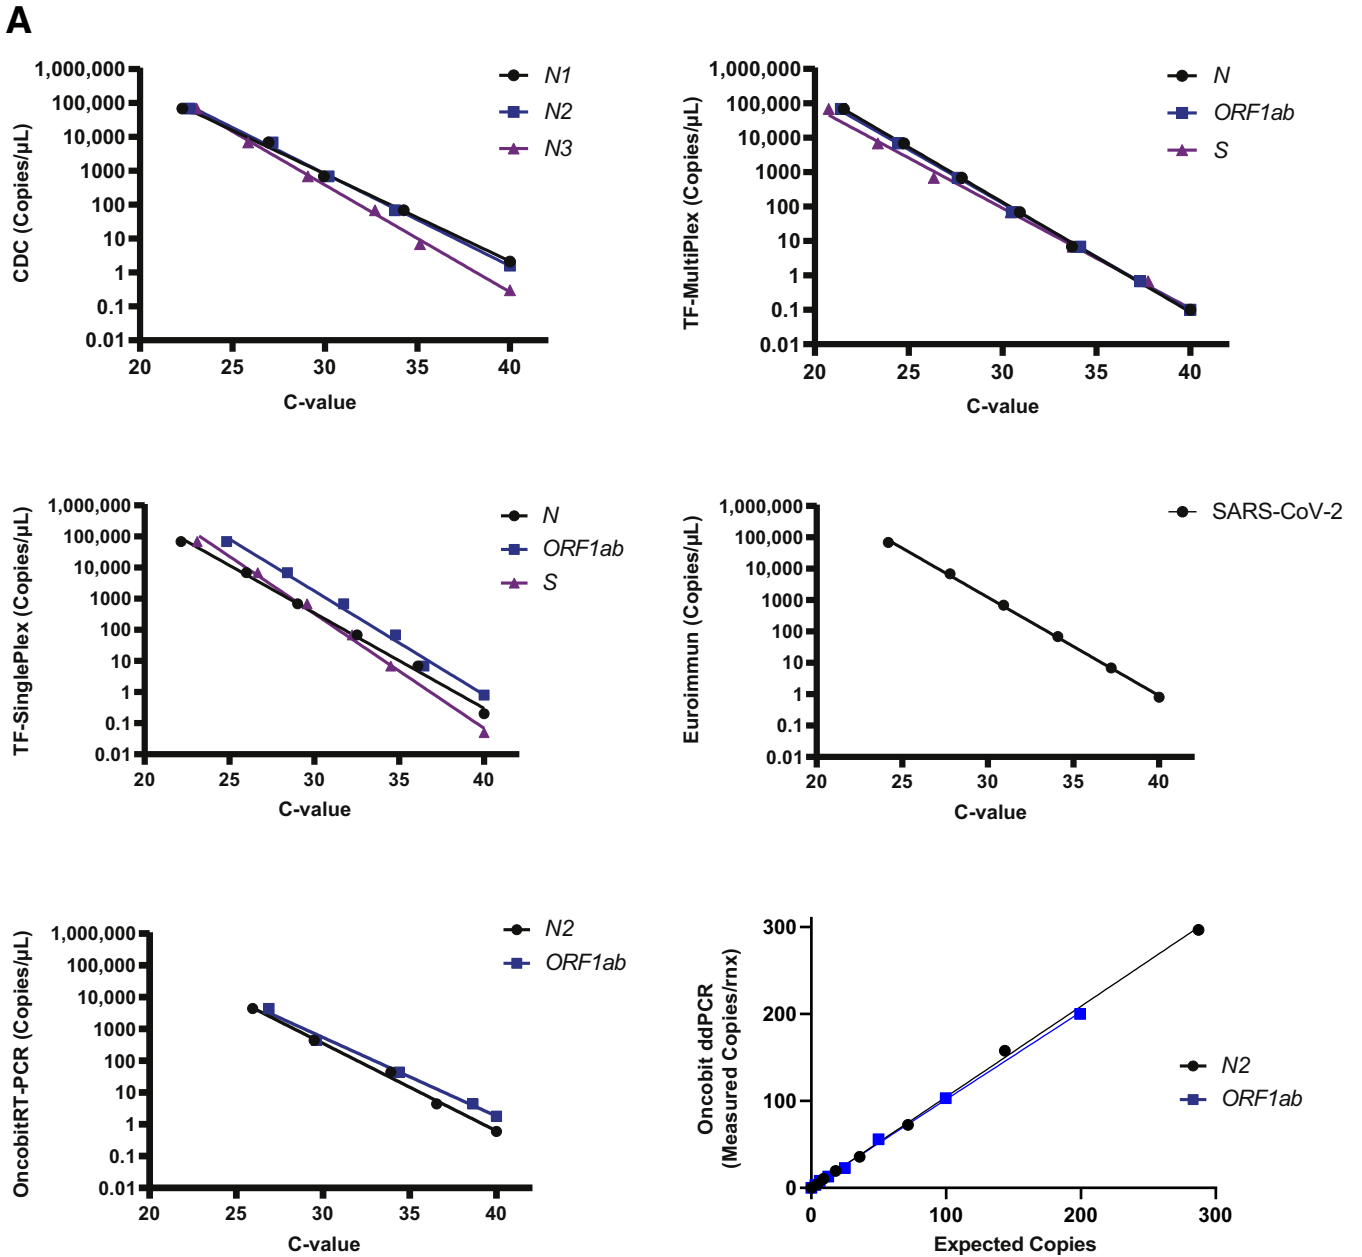 A
CDC (Copies/µL)
1,000,000
100,000
10,000
1000
100
10
1
0.1
0.01
20
25
30
35
40
C-value
N1
N2
N3
TF-MultiPlex (Copies/µL)
1,000,000
100,000
10,000
1000
100
10
1
0.1
0.01
20
25
30
35
40
C-value
N
ORF1ab
S
TF-SinglePlex (Copies/µL)
1,000,000
100,000
10,000
1000
100
10
1
0.1
0.01
20
25
30
35
40
C-value
N
ORF1ab
S
Euroimmun (Copies/µL)
1,000,000
100,000
10,000
1000
100
10
1
0.1
0.01
20
25
30
35
40
C-value
SARS-CoV-2
OncobitRT-PCR (Copies/µL)
1,000,000
100,000
10,000
1000
100
10
1
0.1
0.01
20
25
30
35
40
C-value
N2
ORF1ab
Oncobit ddPCR
(Measured Copies/rnx)
300
200
100
0
0
100
200
300
Expected Copies
N2
ORF1ab